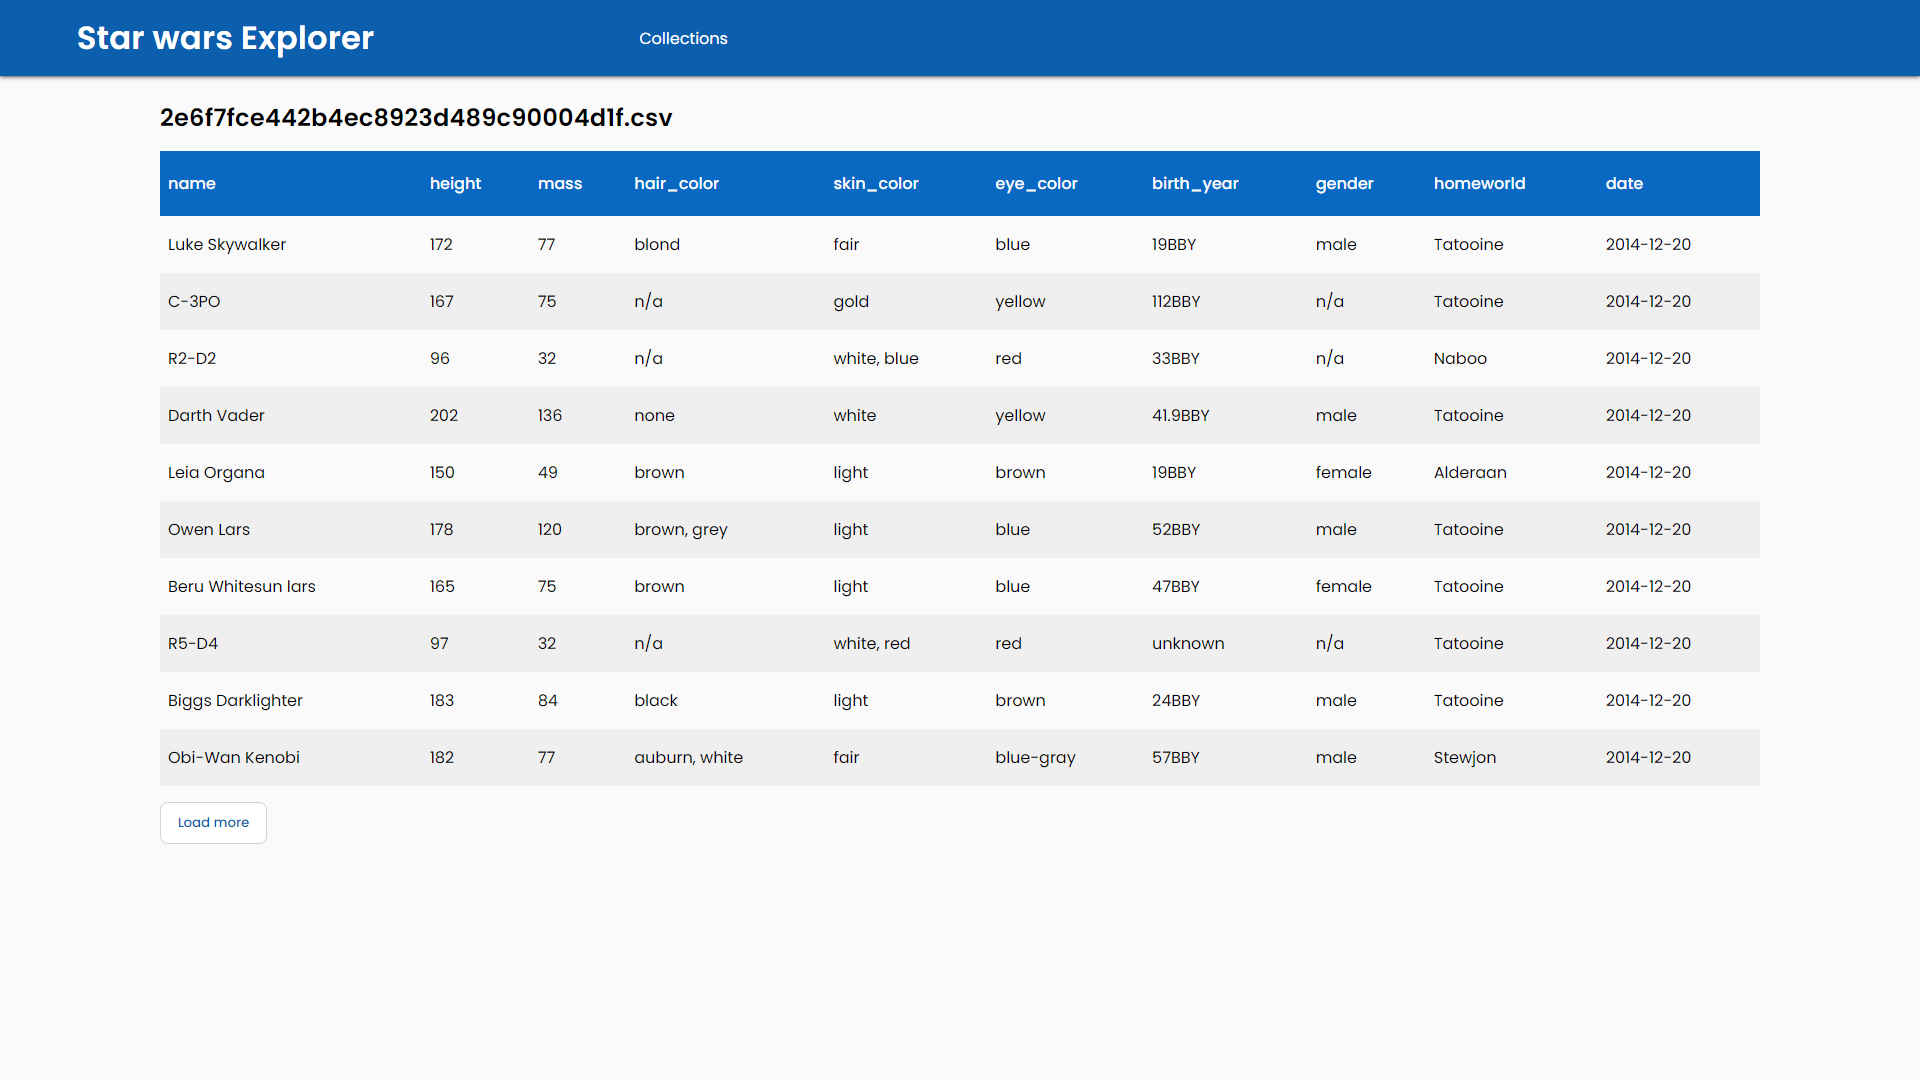 Star wars Explorer Collections
2e6f7fce442b4ec8923d489c90004d1f.csv
name height mass hair_color skin_color eye_color birth_year gender homeworld date
Luke Skywalker 172 77 blond fair blue 19BBY male Tatooine 2014-12-20
C-3PO 167 75 n/a gold yellow 112BBY n/a Tatooine 2014-12-20
R2-D2 96 32 n/a white, blue red 33BBY n/a Naboo 2014-12-20
Darth Vader 202 136 none white yellow 41.9BBY male Tatooine 2014-12-20
Leia Organa 150 49 brown light brown 19BBY female Alderaan 2014-12-20
Owen Lars 178 120 brown, grey light blue 52BBY male Tatooine 2014-12-20
Beru Whitesun lars 165 75 brown light blue 47BBY female Tatooine 2014-12-20
R5-D4 97 32 n/a white, red red unknown n/a Tatooine 2014-12-20
Biggs Darklighter 183 84 black light brown 24BBY male Tatooine 2014-12-20
Obi-Wan Kenobi 182 77 auburn, white fair blue-gray 57BBY male Stewjon 2014-12-20
Load more